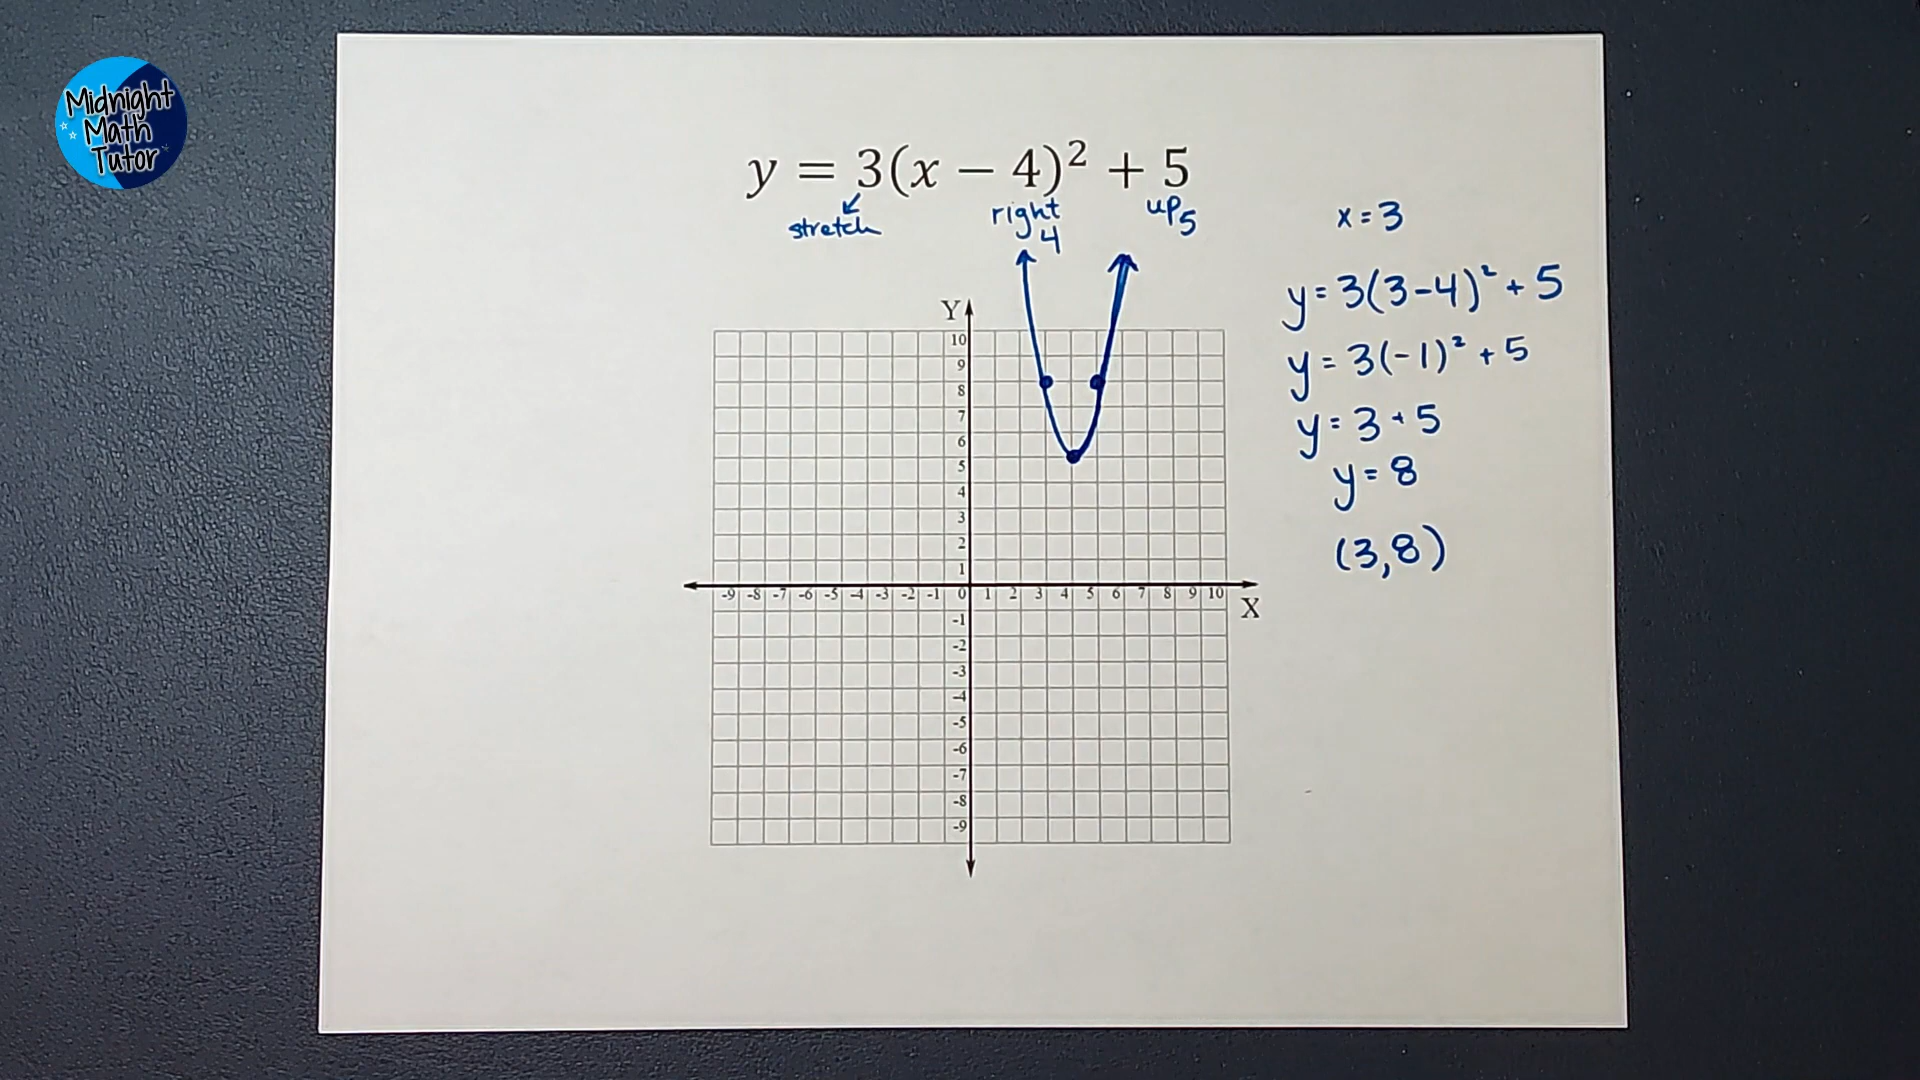 Midnight
Math
Tutor
y = 3(x − 4)² + 5
stretch
right
4
up 5
x = 3
y = 3(3-4)² + 5
y = 3(-1)² + 5
y = 3 + 5
y = 8
(3,8)
Y
10
9
8
7
6
5
4
3
2
1
-9 -8 -7 -6 -5 -4 -3 -2 -1 0 1 2 3 4 5 6 7 8 9 10
X
-1
-2
-3
-4
-5
-6
-7
-8
-9